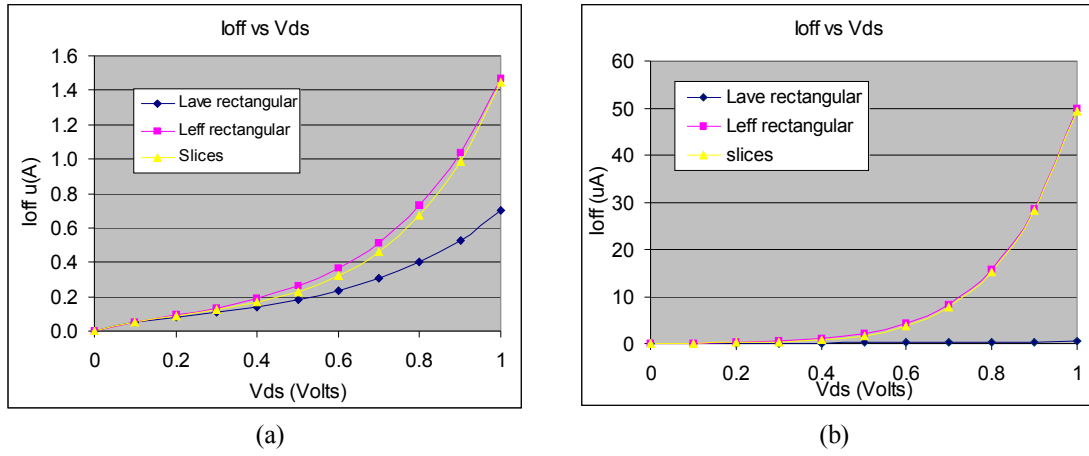 Ioff vs Vds
1.6
1.4
1.2
1.0
0.8
0.6
0.4
0.2
0.0
Ioff u(A)
Lave rectangular
Leff rectangular
Slices
0 0.2 0.4 0.6 0.8 1
Vds (Volts)
(a)
Ioff vs Vds
60
50
40
30
20
10
0
Ioff (uA)
Lave rectangular
Leff rectangular
slices
0 0.2 0.4 0.6 0.8 1
Vds (Volts)
(b)